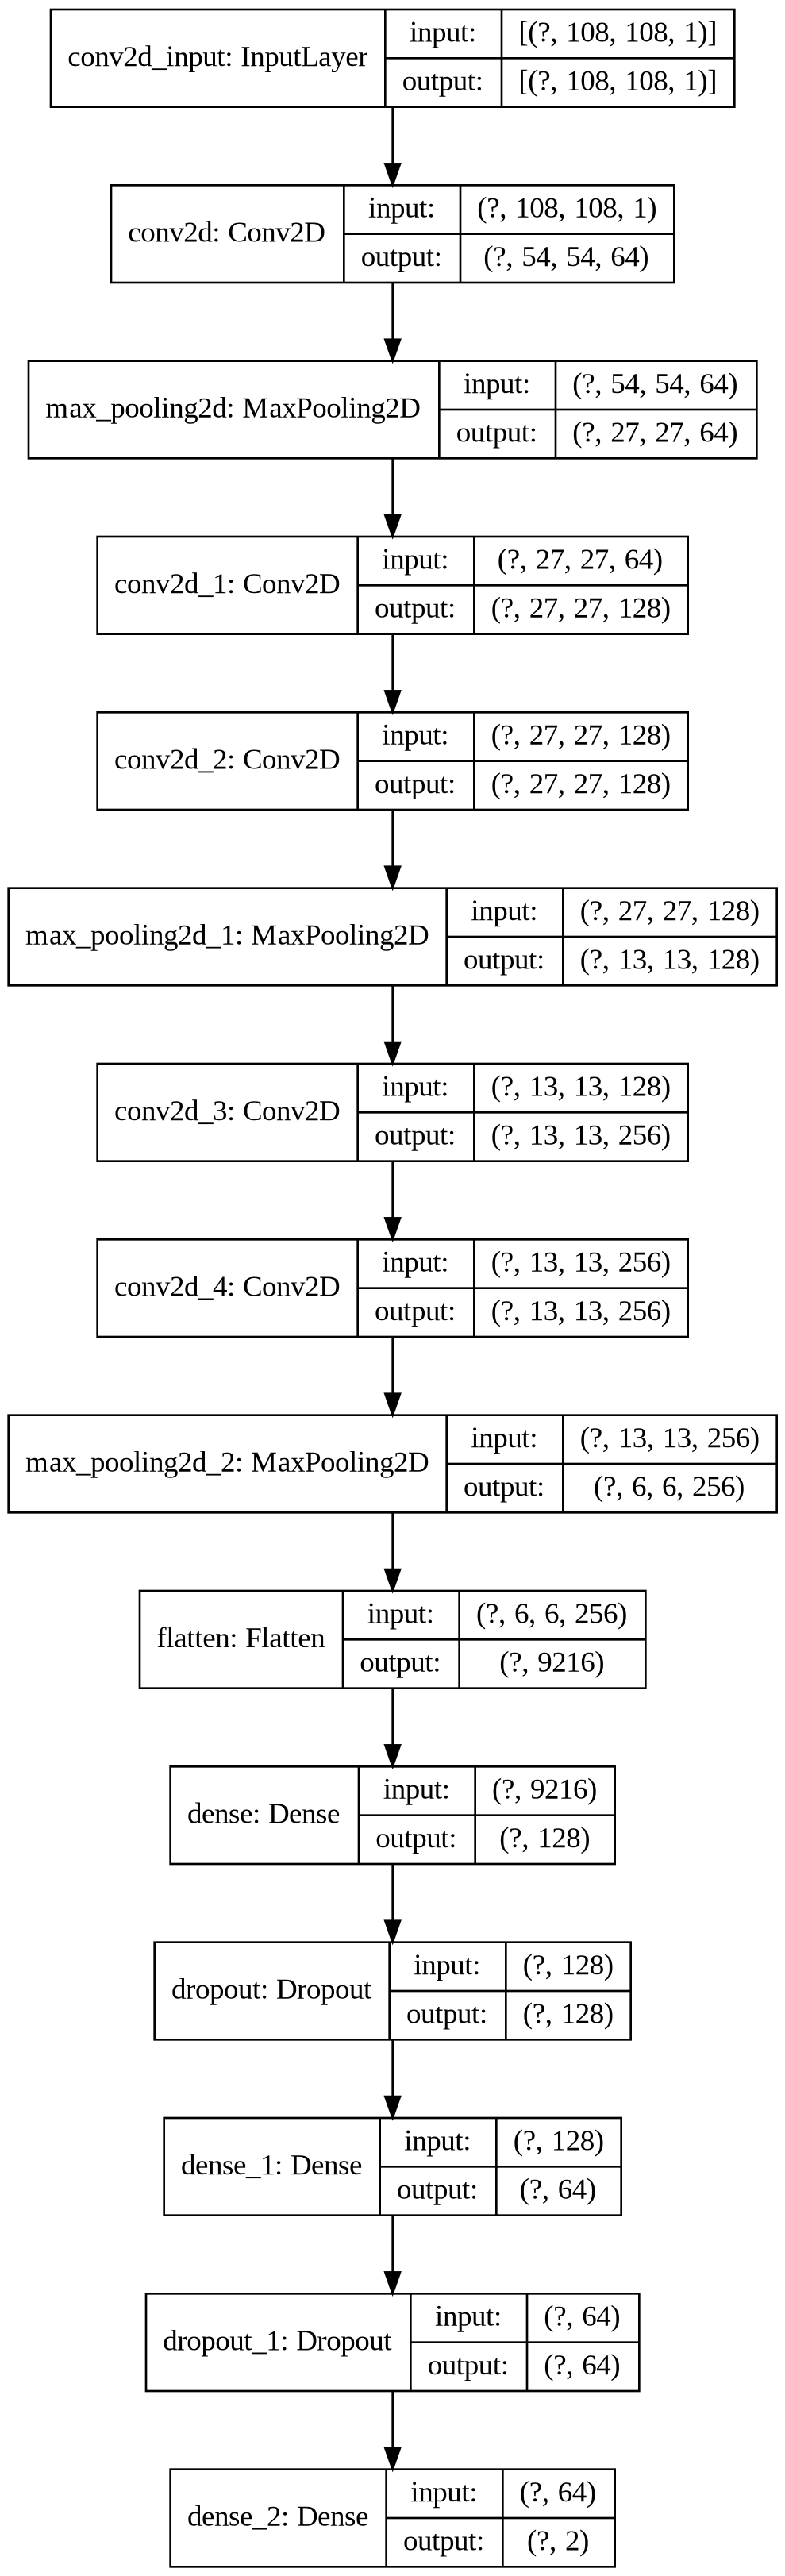 conv2d_input: InputLayer
input: [(?, 108, 108, 1)]
output: [(?, 108, 108, 1)]
conv2d: Conv2D
input: (?, 108, 108, 1)
output: (?, 54, 54, 64)
max_pooling2d: MaxPooling2D
input: (?, 54, 54, 64)
output: (?, 27, 27, 64)
conv2d_1: Conv2D
input: (?, 27, 27, 64)
output: (?, 27, 27, 128)
conv2d_2: Conv2D
input: (?, 27, 27, 128)
output: (?, 27, 27, 128)
max_pooling2d_1: MaxPooling2D
input: (?, 27, 27, 128)
output: (?, 13, 13, 128)
conv2d_3: Conv2D
input: (?, 13, 13, 128)
output: (?, 13, 13, 256)
conv2d_4: Conv2D
input: (?, 13, 13, 256)
output: (?, 13, 13, 256)
max_pooling2d_2: MaxPooling2D
input: (?, 13, 13, 256)
output: (?, 6, 6, 256)
flatten: Flatten
input: (?, 6, 6, 256)
output: (?, 9216)
dense: Dense
input: (?, 9216)
output: (?, 128)
dropout: Dropout
input: (?, 128)
output: (?, 128)
dense_1: Dense
input: (?, 128)
output: (?, 64)
dropout_1: Dropout
input: (?, 64)
output: (?, 64)
dense_2: Dense
input: (?, 64)
output: (?, 2)